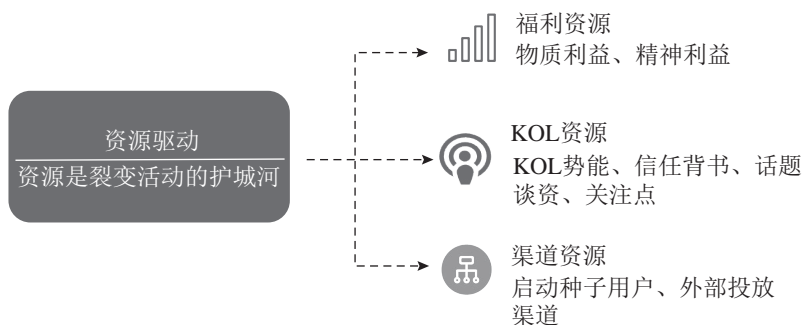 资源驱动
资源是裂变活动的护城河
福利资源
物质利益、精神利益
KOL资源
KOL势能、信任背书、话题
谈资、关注点
渠道资源
启动种子用户、外部投放
渠道